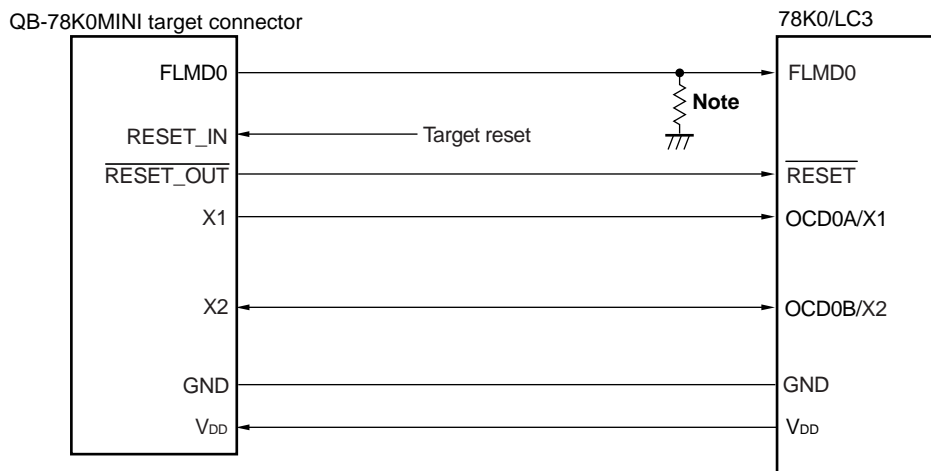 QB-78K0MINI target connector
78K0/LC3
FLMD0
FLMD0
Note
RESET_IN
Target reset
RESET_OUT
RESET
X1
OCD0A/X1
X2
OCD0B/X2
GND
GND
VDD
VDD